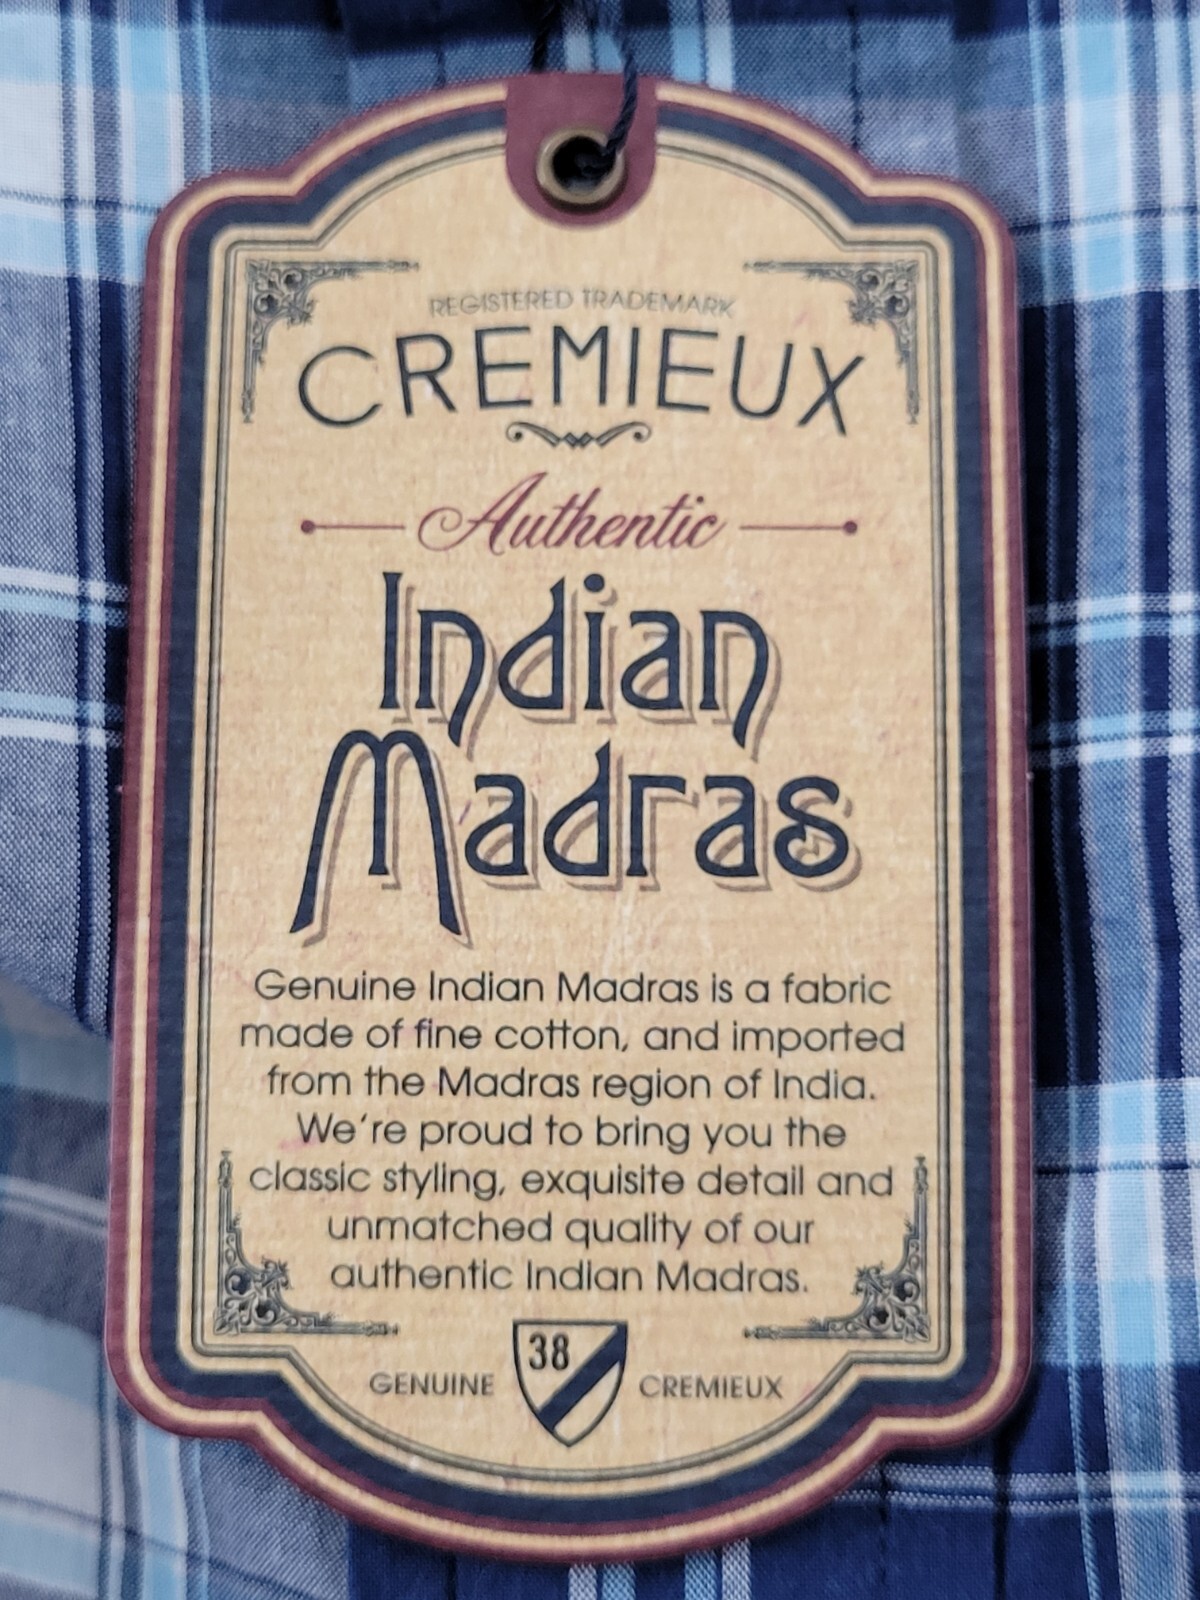 REGISTERED TRADEMARK
CREMIEUX
Authentic
Indian
Madras
Genuine Indian Madras is a fabric
made of fine cotton, and imported
from the Madras region of India.
We're proud to bring you the
classic styling, exquisite detail and
unmatched quality of our
authentic Indian Madras.
38
GENUINE CREMIEUX